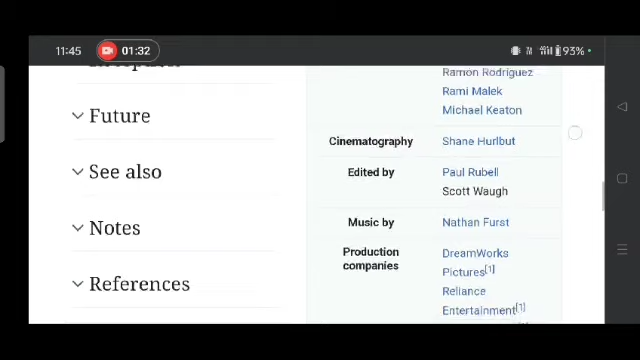 11:45
01:32
93%
Ramon Rodriguez
Rami Malek
Michael Keaton
Future
Cinematography
Shane Hurlbut
See also
Edited by
Paul Rubell
Scott Waugh
Notes
Music by
Nathan Furst
Production
companies
DreamWorks
Pictures[1]
References
Reliance
Entertainment[1]